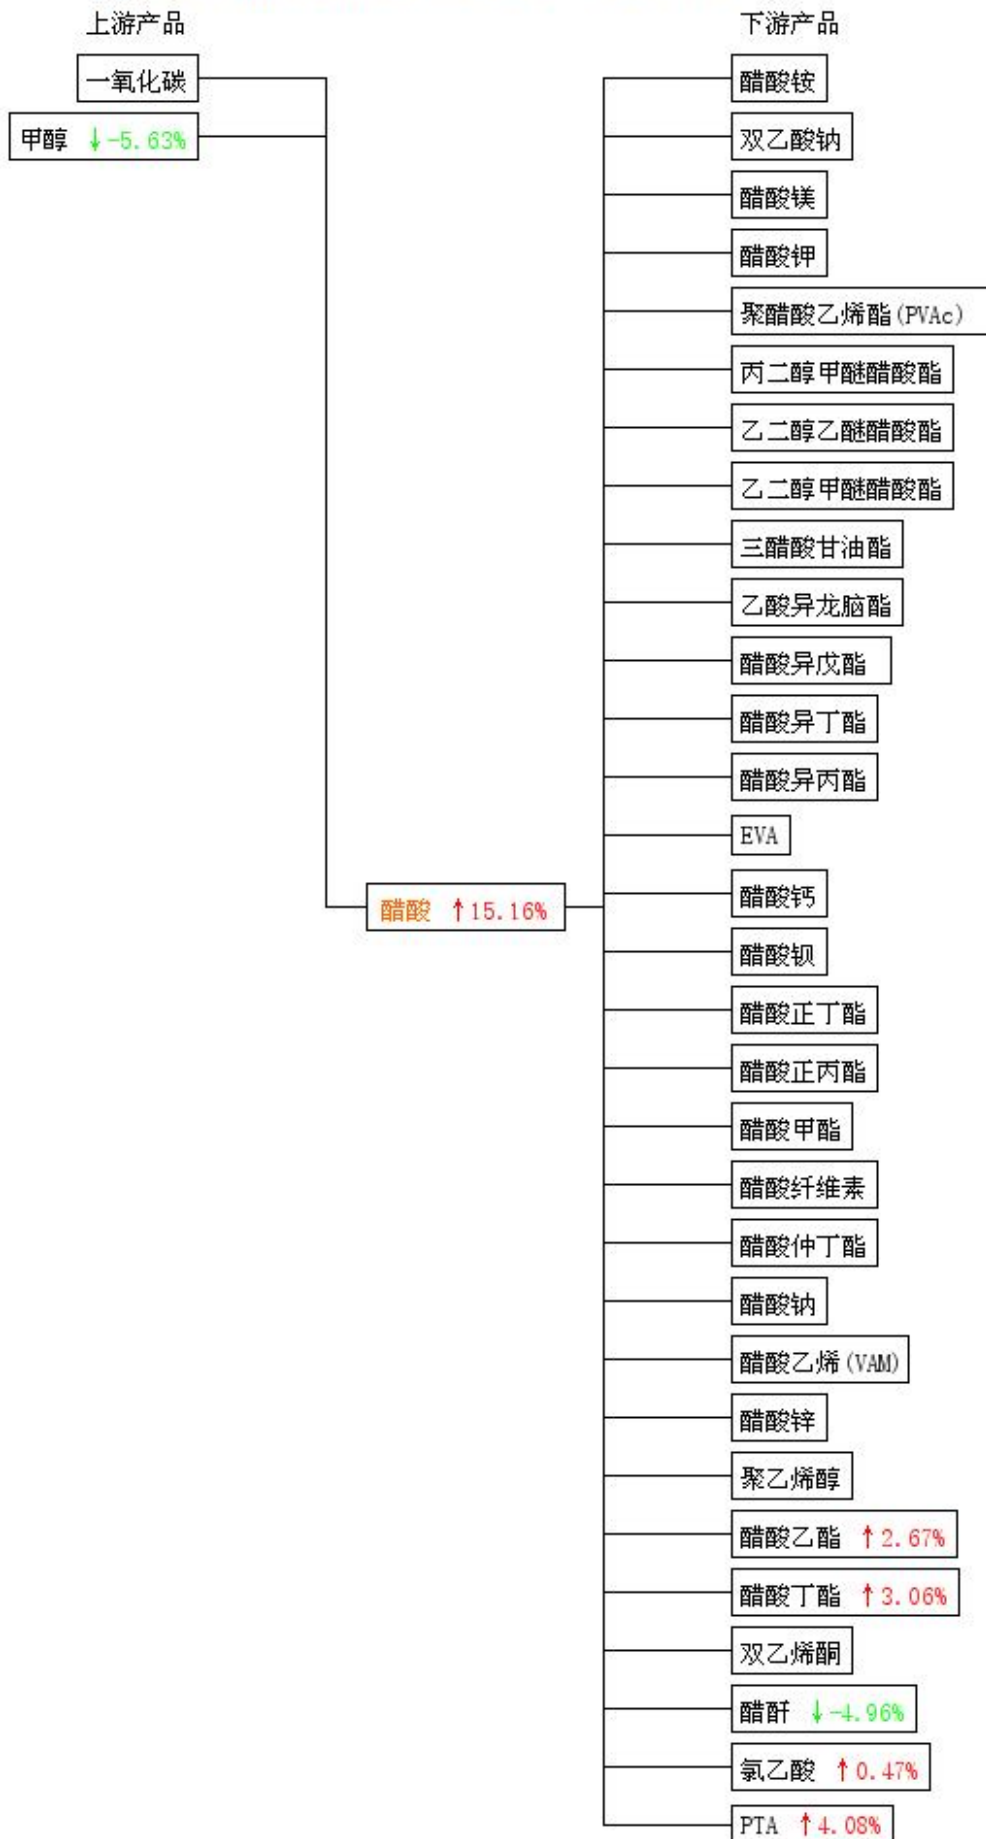 上游产品
下游产品
一氧化碳
甲醇 ↓-5.63%
醋酸 ↑15.16%
醋酸铵
双乙酸钠
醋酸镁
醋酸钾
聚醋酸乙烯酯(PVAc)
丙二醇甲醚醋酸酯
乙二醇乙醚醋酸酯
乙二醇甲醚醋酸酯
三醋酸甘油酯
乙酸异龙脑酯
醋酸异戊酯
醋酸异丁酯
醋酸异丙酯
EVA
醋酸钙
醋酸钡
醋酸正丁酯
醋酸正丙酯
醋酸甲酯
醋酸纤维素
醋酸仲丁酯
醋酸钠
醋酸乙烯(VAM)
醋酸锌
聚乙烯醇
醋酸乙酯 ↑2.67%
醋酸丁酯 ↑3.06%
双乙烯酮
醋酐 ↓-4.96%
氯乙酸 ↑0.47%
PTA ↑4.08%